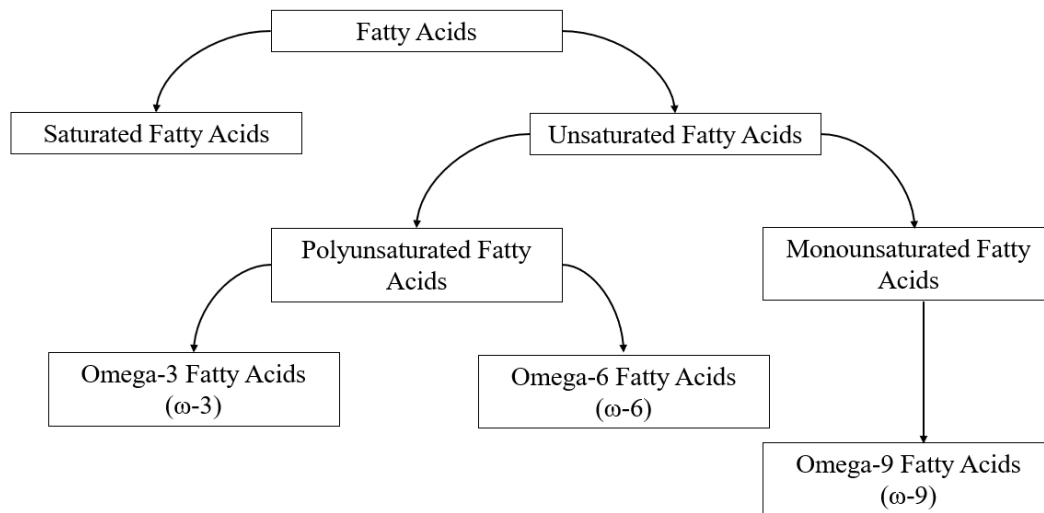 Fatty Acids
Saturated Fatty Acids
Unsaturated Fatty Acids
Polyunsaturated Fatty
Acids
Monounsaturated Fatty
Acids
Omega-3 Fatty Acids
(ω-3)
Omega-6 Fatty Acids
(ω-6)
Omega-9 Fatty Acids
(ω-9)